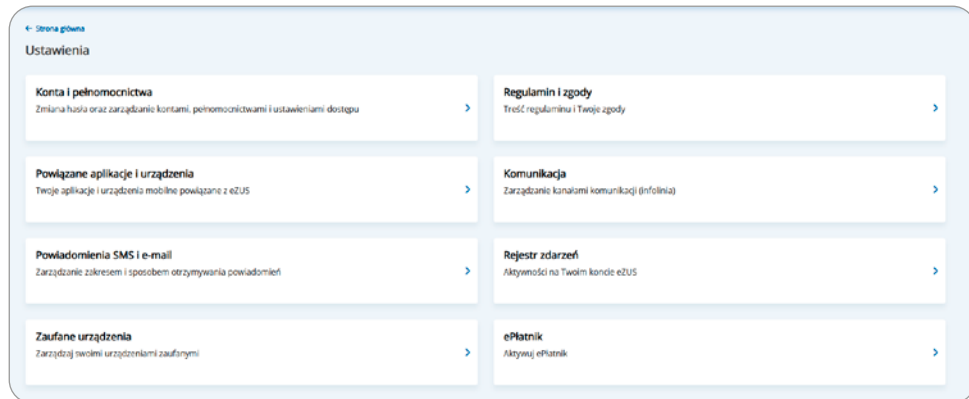 ← Strona główna
Ustawienia
Konta i pełnomocnictwa
Zmiana hasła oraz zarządzanie kontami, pełnomocnictwami i ustawieniami dostępu
Regulamin i zgody
Treść regulaminu i Twoje zgody
Powiązane aplikacje i urządzenia
Twoje aplikacje i urządzenia mobilne powiązane z eZUS
Komunikacja
Zarządzanie kanałami komunikacji (infolinia)
Powiadomienia SMS i e-mail
Zarządzanie zakresem i sposobem otrzymywania powiadomień
Rejestr zdarzeń
Aktywności na Twoim koncie eZUS
Zaufane urządzenia
Zarządzaj swoimi urządzeniami zaufanymi
ePłatnik
Aktywuj ePłatnik